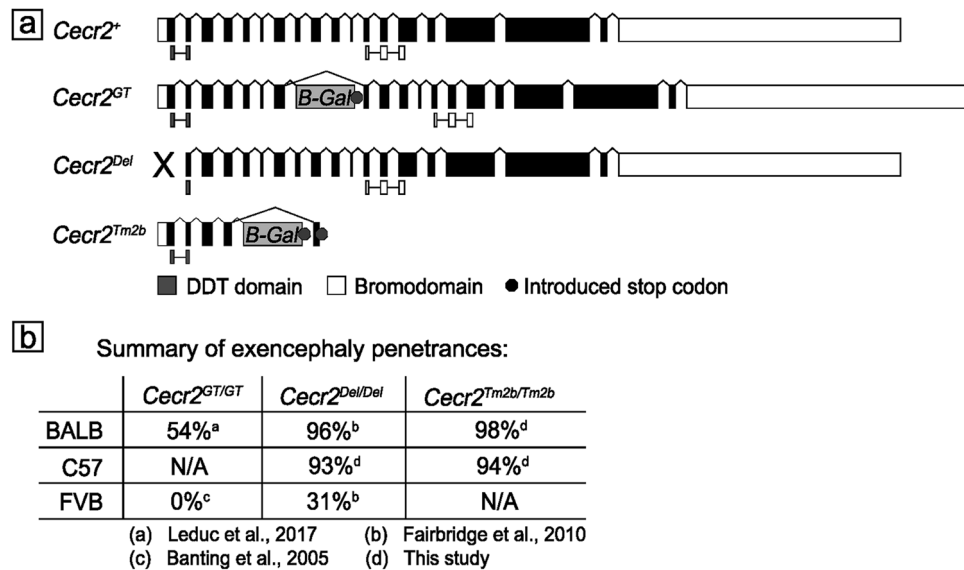 a
Cecr2+
Cecr2GT
B-Gal
Cecr2Del
X
Cecr2Tm2b
B-Gal
DDT domain Bromodomain Introduced stop codon
b
Summary of exencephaly penetrances:
Cecr2GT/GT Cecr2Del/Del Cecr2Tm2b/Tm2b
BALB 54%a 96%b 98%d
C57 N/A 93%d 94%d
FVB 0%c 31%b N/A
(a) Leduc et al., 2017 (b) Fairbridge et al., 2010
(c) Banting et al., 2005 (d) This study